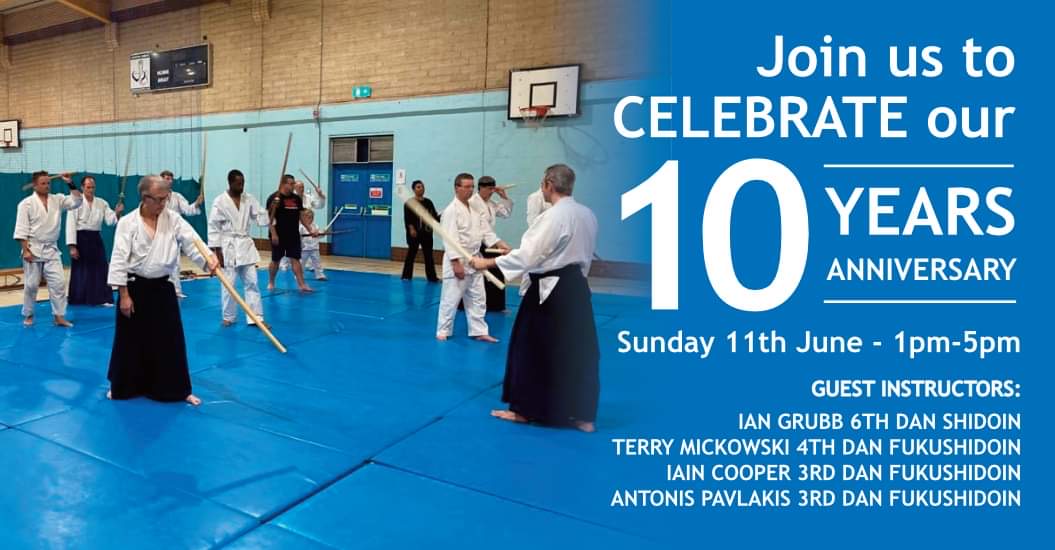 Join us to
CELEBRATE our
10 YEARS
ANNIVERSARY
Sunday 11th June - 1pm-5pm
GUEST INSTRUCTORS:
IAN GRUBB 6TH DAN SHIDOIN
TERRY MICKOWSKI 4TH DAN FUKUSHIDOIN
IAIN COOPER 3RD DAN FUKUSHIDOIN
ANTONIS PAVLAKIS 3RD DAN FUKUSHIDOIN